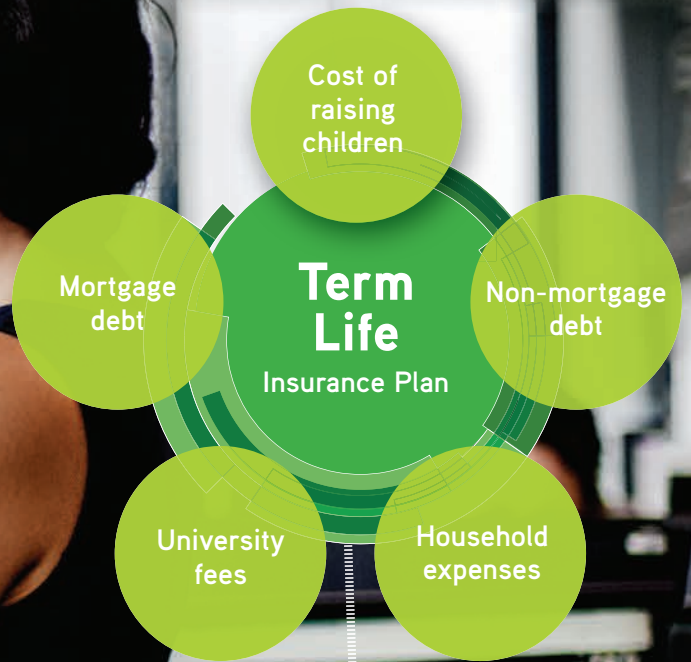 Cost of
raising
children
Term
Life
Insurance Plan
Mortgage
debt
Non-mortgage
debt
University
fees
Household
expenses